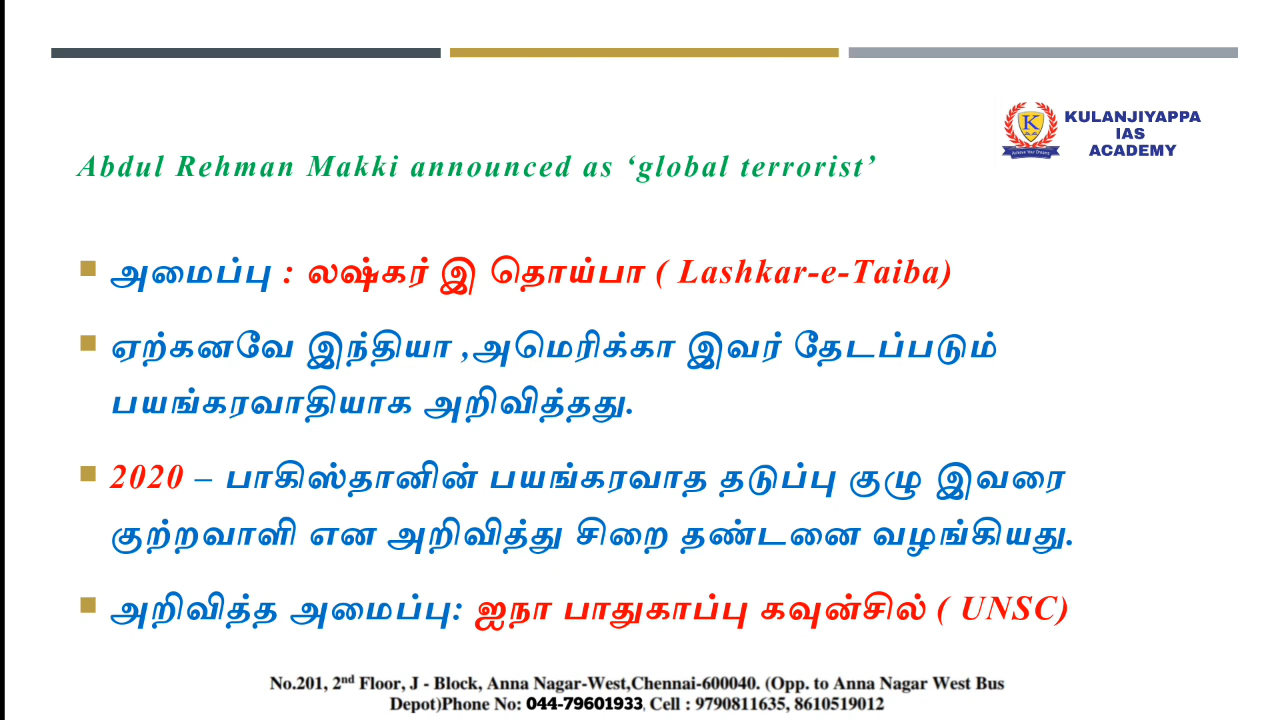 KULANJIYAPPA
IAS
ACADEMY
Abdul Rehman Makki announced as ‘global terrorist’
அமைப்பு : லஷ்கர் இ தொய்பா ( Lashkar-e-Taiba)
ஏற்கனவே இந்தியா ,அமெரிக்கா இவர் தேடப்படும்
பயங்கரவாதியாக அறிவித்தது.
2020 – பாகிஸ்தானின் பயங்கரவாத தடுப்பு குழு இவரை
குற்றவாளி என அறிவித்து சிறை தண்டனை வழங்கியது.
அறிவித்த அமைப்பு: ஐநா பாதுகாப்பு கவுன்சில் ( UNSC)
No.201, 2nd Floor, J - Block, Anna Nagar-West,Chennai-600040. (Opp. to Anna Nagar West Bus
Depot)Phone No: 044-79601933, Cell : 9790811635, 8610519012